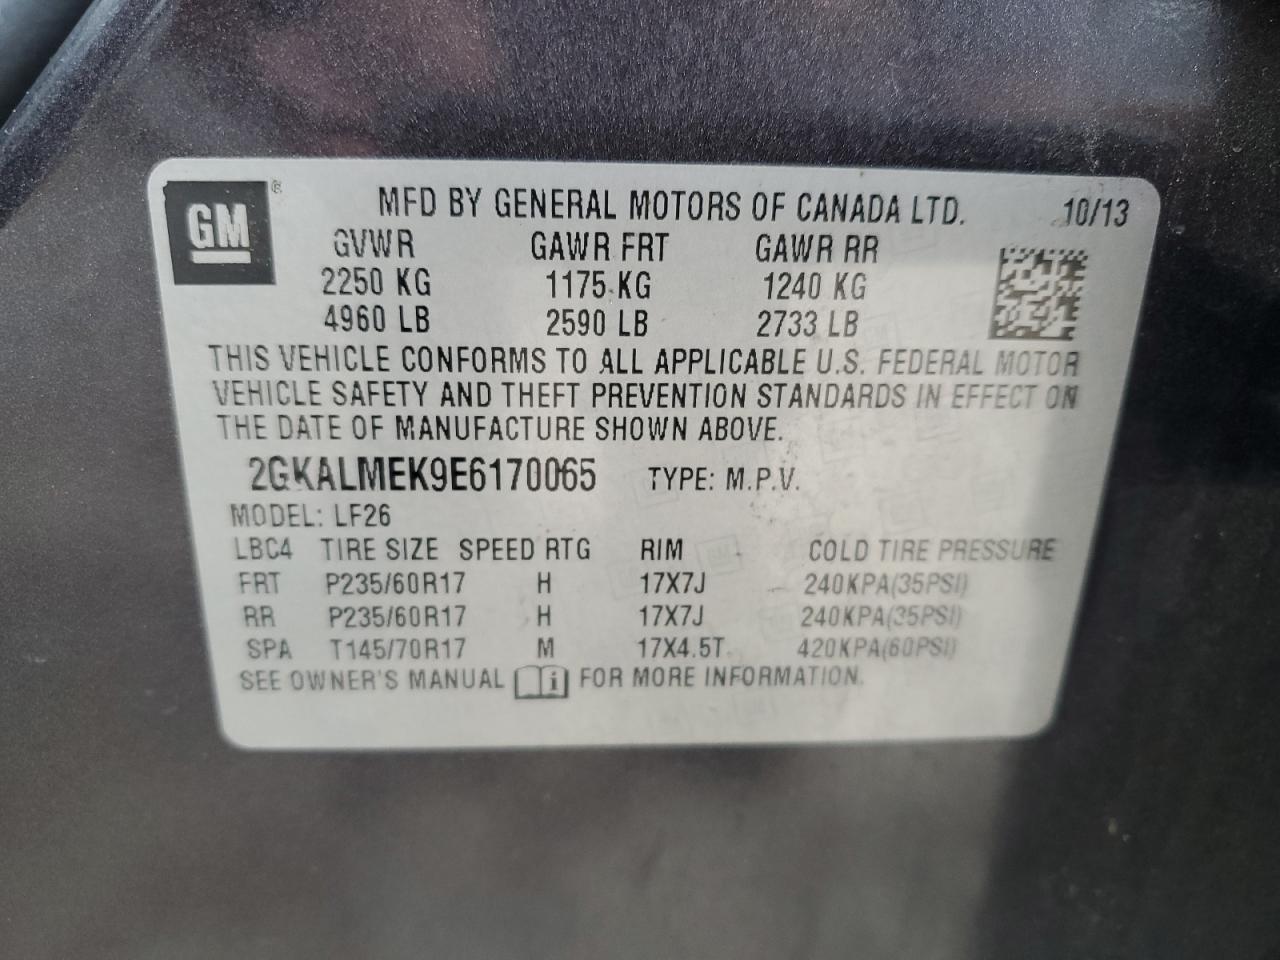 GM ®
MFD BY GENERAL MOTORS OF CANADA LTD. 10/13
GVWR GAWR FRT GAWR RR
2250 KG 1175 KG 1240 KG
4960 LB 2590 LB 2733 LB
THIS VEHICLE CONFORMS TO ALL APPLICABLE U.S. FEDERAL MOTOR
VEHICLE SAFETY AND THEFT PREVENTION STANDARDS IN EFFECT ON
THE DATE OF MANUFACTURE SHOWN ABOVE.
2GKALMEK9E6170065 TYPE: M.P.V.
MODEL: LF26
LBC4 TIRE SIZE SPEED RTG RIM COLD TIRE PRESSURE
FRT P235/60R17 H 17X7J 240KPA(35PSI)
RR P235/60R17 H 17X7J 240KPA(35PSI)
SPA T145/70R17 M 17X4.5T 420KPA(60PSI)
SEE OWNER'S MANUAL i FOR MORE INFORMATION.